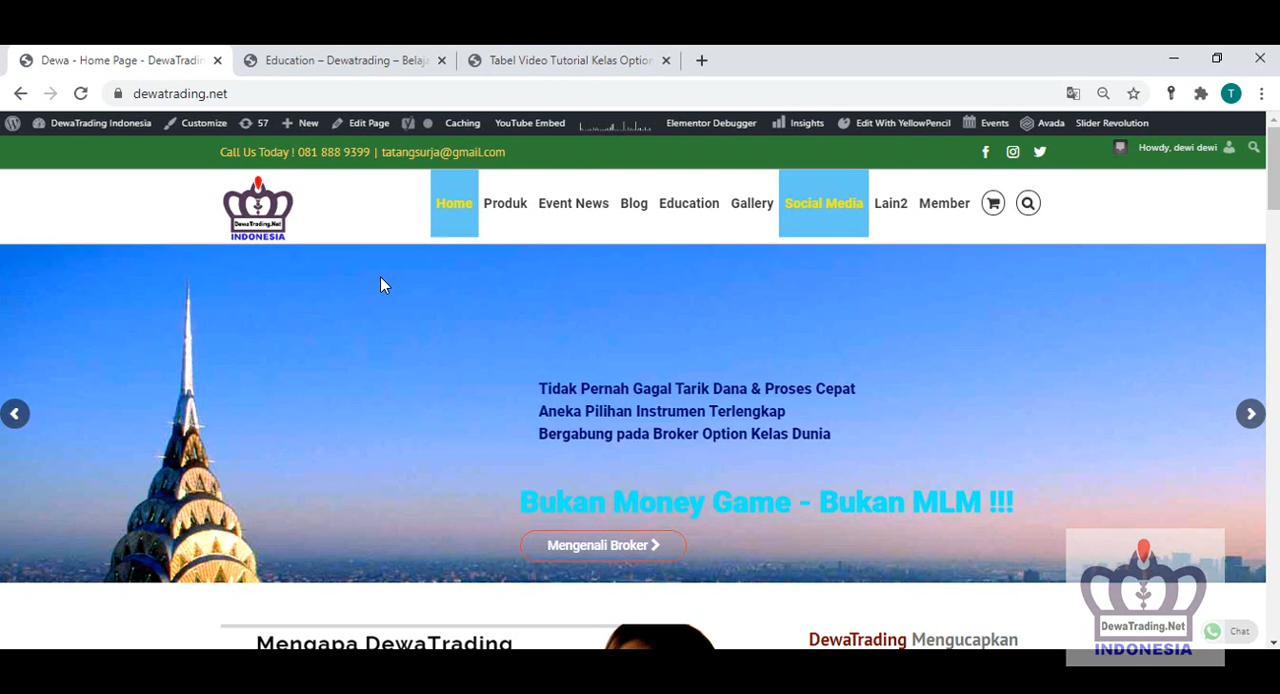 Dewa - Home Page - DewaTradin
Education – Dewatrading – Belaja
Tabel Video Tutorial Kelas Option
dewatrading.net
T
DewaTrading Indonesia
Customize
57
New
Edit Page
Caching
YouTube Embed
Elementor Debugger
Insights
Edit With YellowPencil
Events
Avada
Slider Revolution
Call Us Today ! 081 888 9399 | tatangsurja@gmail.com
Howdy, dewi dewi
DewaTrading.Net
INDONESIA
Home
Produk
Event News
Blog
Education
Gallery
Social Media
Lain2
Member
Tidak Pernah Gagal Tarik Dana & Proses Cepat
Aneka Pilihan Instrumen Terlengkap
Bergabung pada Broker Option Kelas Dunia
Bukan Money Game - Bukan MLM !!!
Mengenali Broker
Mengapa DewaTrading
DewaTrading Mengucapkan
DewaTrading.Net
INDONESIA
Chat